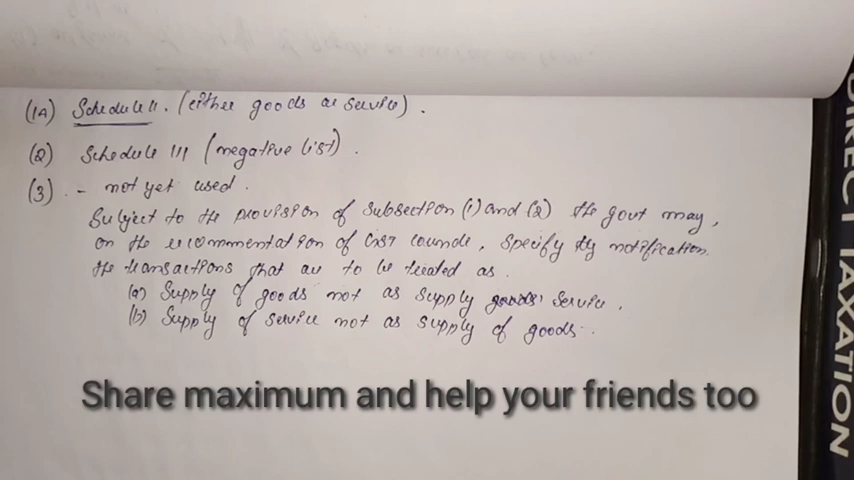 (1A) Schedule II. (either goods or service).
(2) Schedule III (negative list).
(3) - not yet used.
Subject to the provision of subsection (1) and (2) the govt may,
on the recommentation of GST councle, specify by notification.
the transactions that are to be treated as.
(a) Supply of goods not as supply goods' service.
(b) Supply of service not as supply of goods.
Share maximum and help your friends too
DIRECT TAXATION